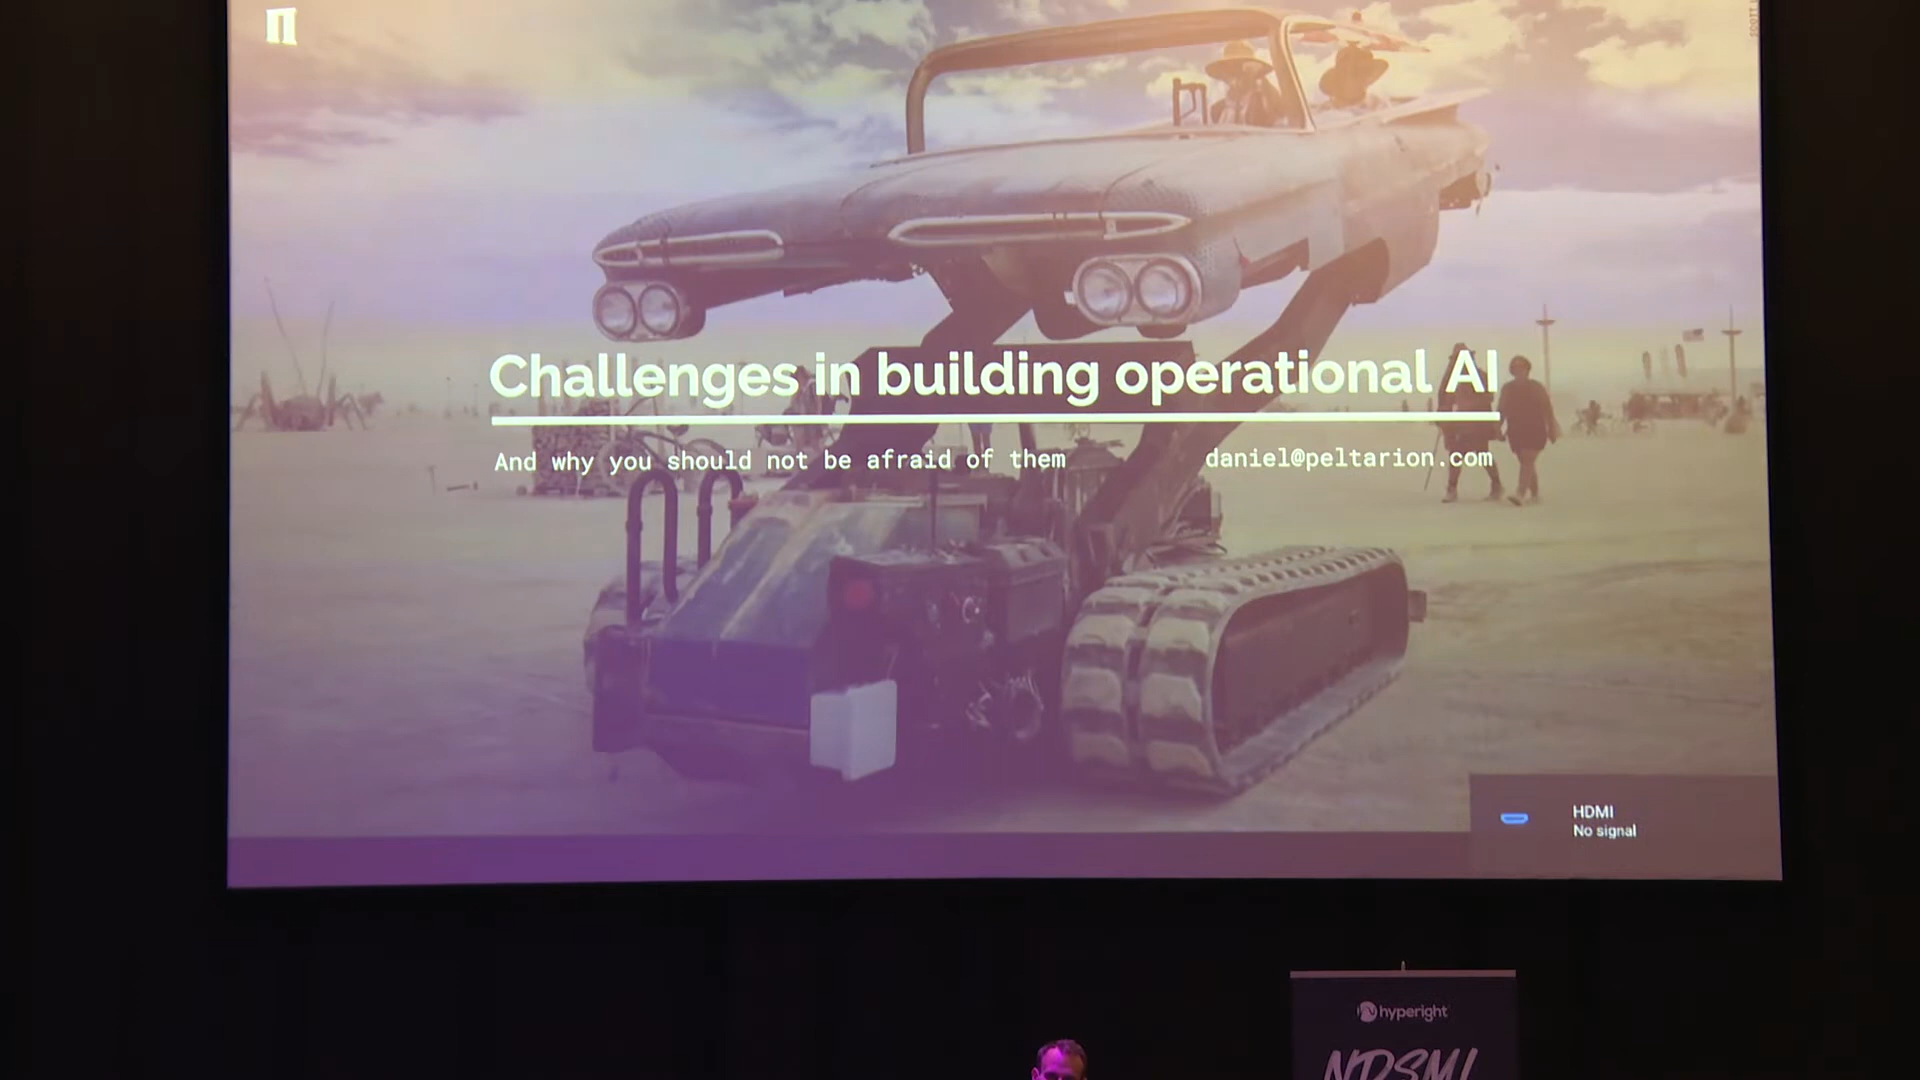 Challenges in building operational AI
And why you should not be afraid of them
daniel@peltarion.com
HDMI
No signal
hyperight
NDSML